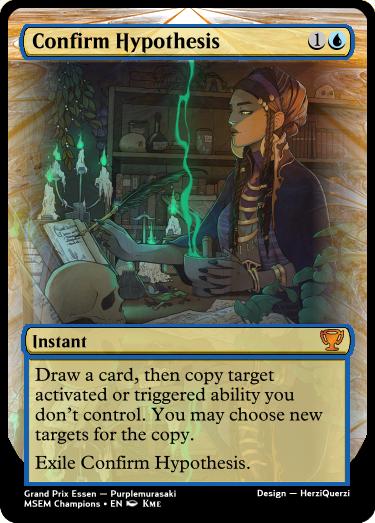 Confirm Hypothesis 1
Instant
Draw a card, then copy target
activated or triggered ability you
don't control. You may choose new
targets for the copy.
Exile Confirm Hypothesis.
Grand Prix Essen — Purplemurasaki
Design — HerziQuerzi
MSEM Champions • EN KME